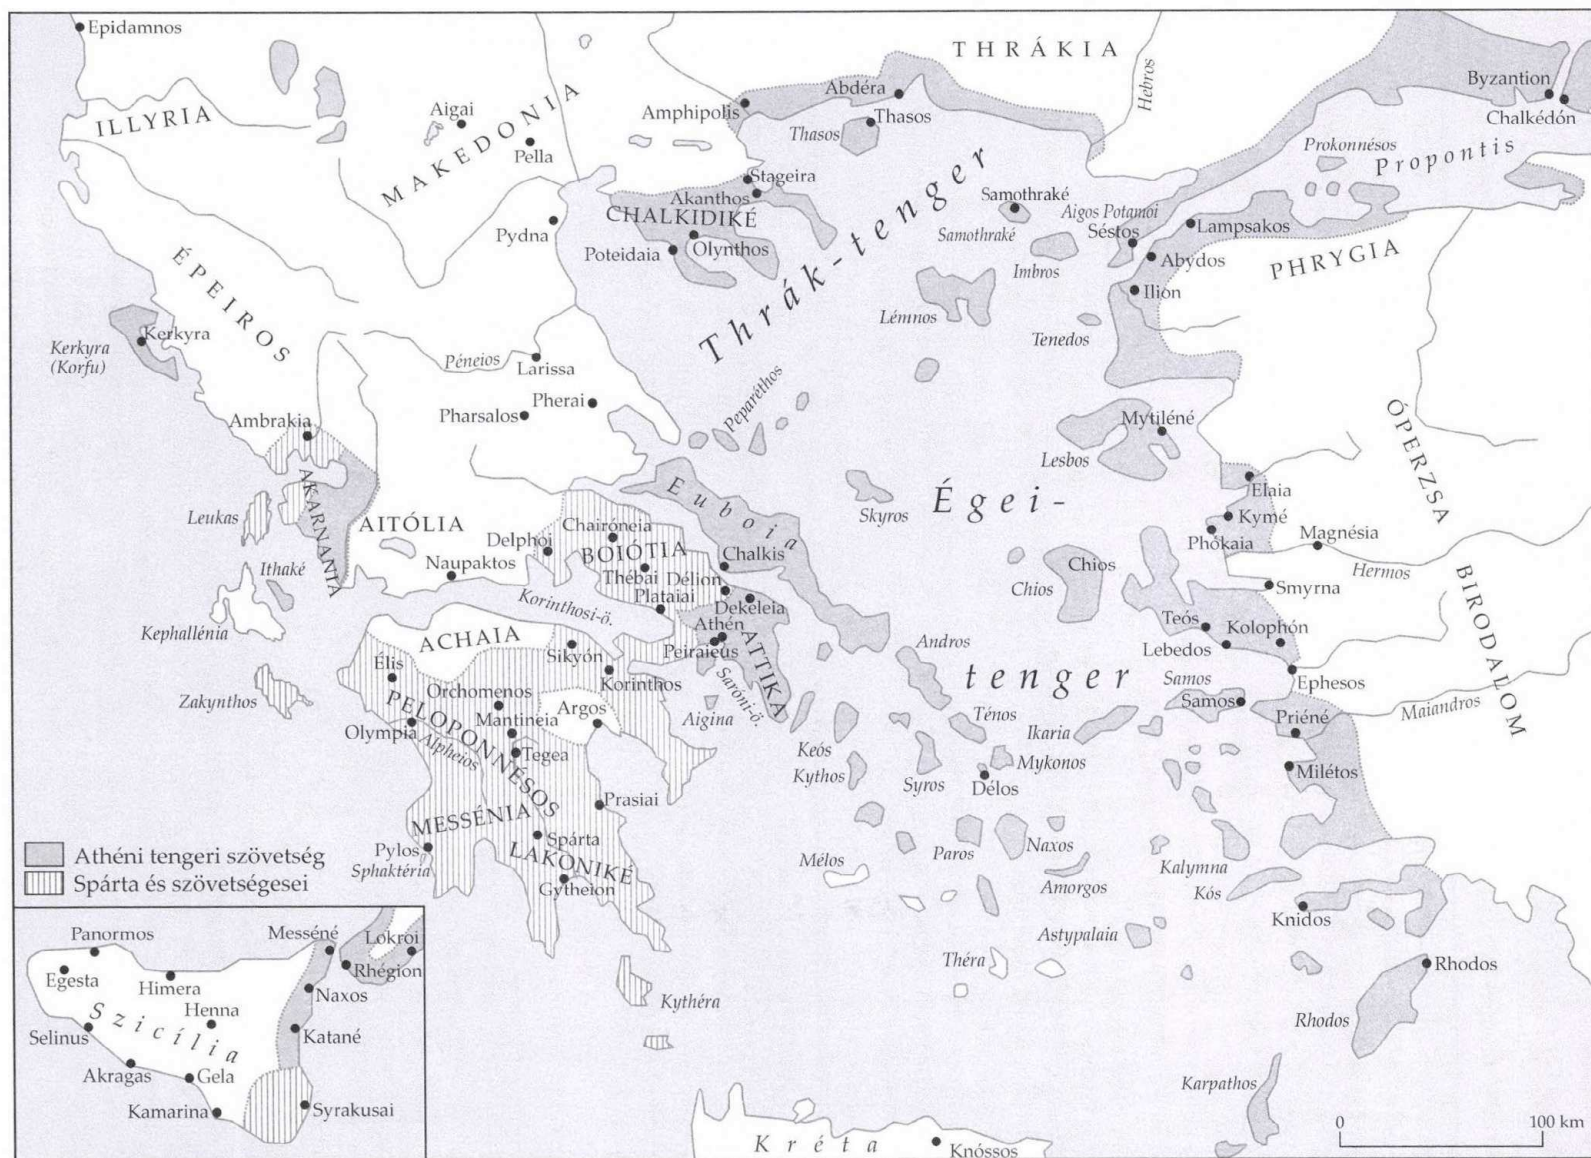 Epidamnos
THRÁKIA
Hebros
Byzantion
Chalkédón
ILLYRIA
Aigai
MAKEDONIA
Pella
Amphipolis
Abdéra
Thasos
Thasos
Prokonnésos
Propontis
Stageira
Akanthos
CHALKIDIKÉ
Poteidaia
Olynthos
Pydna
Thrák-tenger
Samothraké
Samothraké
Aigos Potamoi
Séstos
Lampsakos
Abydos
Imbros
Ilion
PHRYGIA
ÉPEIROS
Kerkyra
Kerkyra
(Korfu)
Péneios
Larissa
Lémnos
Tenedos
Pharsalos
Pherai
Peparéthos
Ambrakia
Mytiléné
Lesbos
ÓPERZSA
BIRODALOM
Leukas
AKARNANIA
AITÓLIA
Delphoi
Chairóneia
BOIÓTIA
Euboia
Chalkis
Skyros
Égei-
tenger
Elaia
Kymé
Phókaia
Magnésia
Hermos
Naupaktos
Thébai
Délion
Plataiai
Dekeleia
Ithaké
Kephallénia
Korinthosi-ö.
Chios
Chios
Smyrna
ACHAIA
Athén
Peiraieus
ATTIKA
Sikyón
Korinthos
Saróni-ö.
Andros
Teós
Kolophón
Lebedos
Ephesos
Élis
Zakynthos
Orchomenos
PELOPONNÉSOS
Argos
Aigina
Mantineia
Olympia
Alpheios
Tegea
Keós
Kythos
Ténos
Ikaria
Samos
Samos
Priéné
Maiandros
Syros
Mykonos
Délos
Milétos
Prasiai
MESSÉNIA
Spárta
LAKONIKÉ
Pylos
Sphaktéria
Gytheion
Mélos
Paros
Naxos
Amorgos
Kalymna
Kós
Knidos
Astypalaia
Théra
Kythéra
Rhodos
Rhodos
Karpathos
Kréta
Knóssos
0 100 km
Athéni tengeri szövetség
Spárta és szövetségesei
Panormos
Messéné
Lokroi
Egesta
Himera
Rhégion
Naxos
Henna
Szicília
Selinus
Katané
Akragas
Gela
Kamarina
Syrakusai